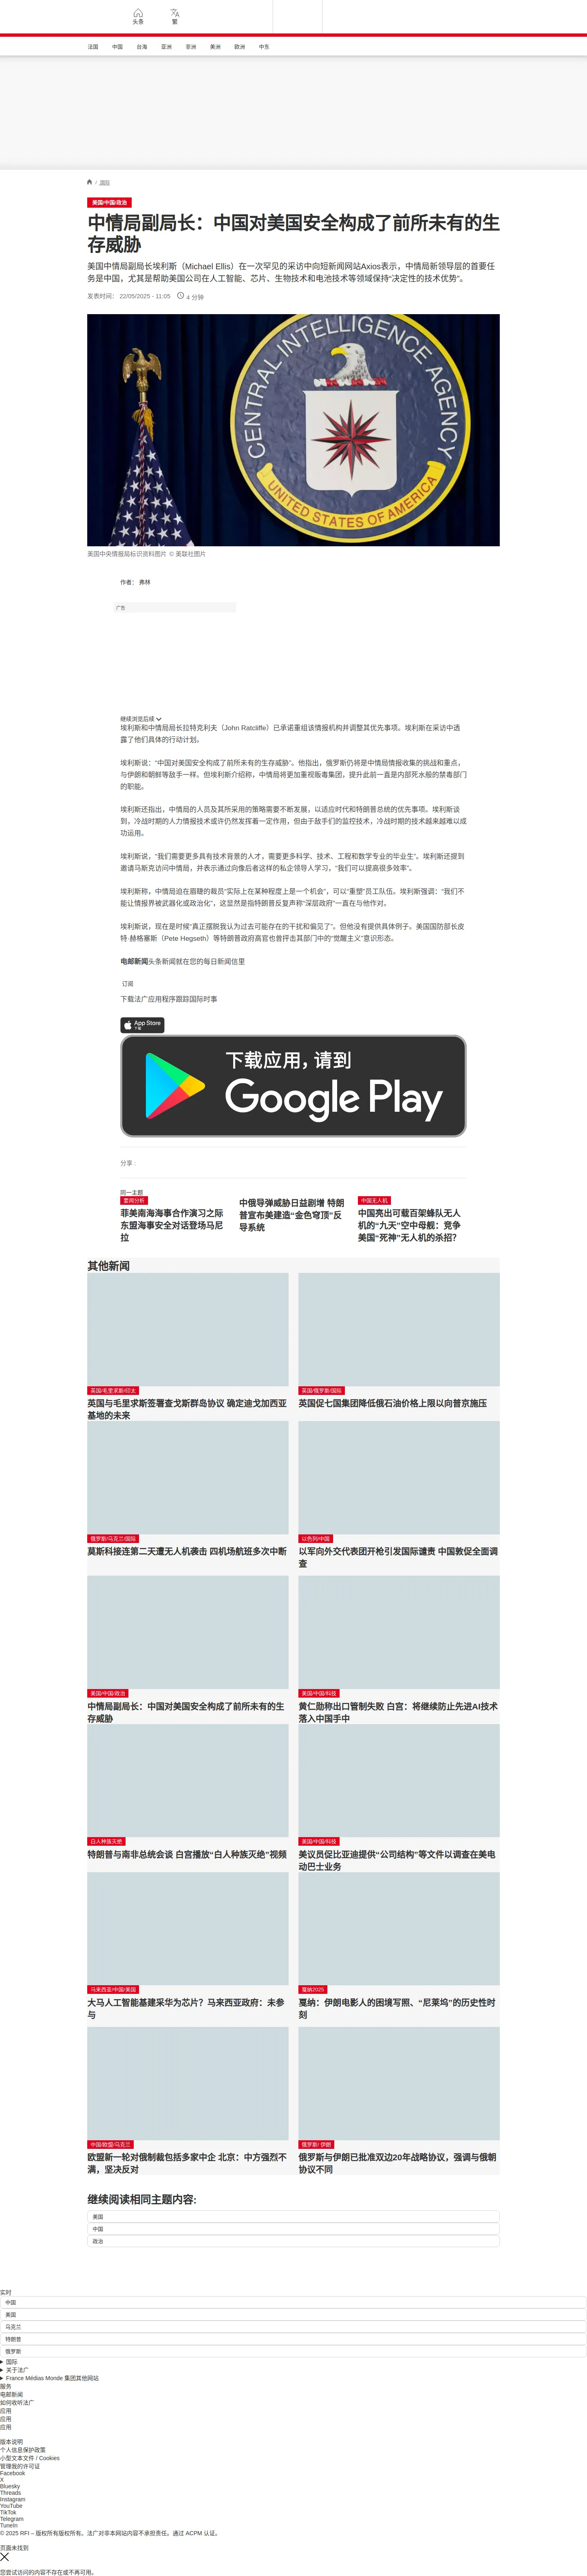 头条
繁
法国
中国
台海
亚洲
非洲
美洲
欧洲
中东
/ 国际
美国/中国/政治
中情局副局长：中国对美国安全构成了前所未有的生
存威胁
美国中情局副局长埃利斯（Michael Ellis）在一次罕见的采访中向短新闻网站Axios表示，中情局新领导层的首要任
务是中国，尤其是帮助美国公司在人工智能、芯片、生物技术和电池技术等领域保持“决定性的技术优势”。
发表时间： 22/05/2025 - 11:05 4 分钟
CENTRAL INTELLIGENCE AGENCY
UNITED STATES OF AMERICA
美国中央情报局标识资料图片 © 美联社图片
作者： 弗林
广告
继续浏览后续
埃利斯和中情局局长拉特克利夫（John Ratcliffe）已承诺重组该情报机构并调整其优先事项。埃利斯在采访中透
露了他们具体的行动计划。
埃利斯说：“中国对美国安全构成了前所未有的生存威胁”。他指出，俄罗斯仍将是中情局情报收集的挑战和重点，
与伊朗和朝鲜等敌手一样。但埃利斯介绍称，中情局将更加重视贩毒集团，提升此前一直是内部死水般的禁毒部门
的职能。
埃利斯还指出，中情局的人员及其所采用的策略需要不断发展，以适应时代和特朗普总统的优先事项。埃利斯谈
到，冷战时期的人力情报技术或许仍然发挥着一定作用，但由于敌手们的监控技术，冷战时期的技术越来越难以成
功运用。
埃利斯说，“我们需要更多具有技术背景的人才，需要更多科学、技术、工程和数学专业的毕业生”。埃利斯还提到
邀请马斯克访问中情局，并表示通过向像后者这样的私企领导人学习，“我们可以提高很多效率”。
埃利斯称，中情局迫在眉睫的裁员“实际上在某种程度上是一个机会”，可以“重塑”员工队伍。埃利斯强调：“我们不
能让情报界被武器化或政治化”，这显然是指特朗普反复声称“深层政府”一直在与他作对。
埃利斯说，现在是时候“真正摆脱我认为过去可能存在的干扰和偏见了”。但他没有提供具体例子。美国国防部长皮
特·赫格塞斯（Pete Hegseth）等特朗普政府高官也曾抨击其部门中的“觉醒主义”意识形态。
电邮新闻头条新闻就在您的每日新闻信里
订阅
下载法广应用程序跟踪国际时事
App Store
下载
下载应用，请到
Google Play
分享 :
同一主题
要闻分析
菲美南海海事合作演习之际
东盟海事安全对话登场马尼
拉
中俄导弹威胁日益剧增 特朗
普宣布美建造“金色穹顶”反
导系统
中国无人机
中国亮出可载百架蜂队无人
机的“九天”空中母舰：竞争
美国“死神”无人机的杀招？
其他新闻
英国/毛里求斯/印太
英国与毛里求斯签署查戈斯群岛协议 确定迪戈加西亚
基地的未来
英国/俄罗斯/国际
英国促七国集团降低俄石油价格上限以向普京施压
俄罗斯/乌克兰/国际
莫斯科接连第二天遭无人机袭击 四机场航班多次中断
以色列/中国
以军向外交代表团开枪引发国际谴责 中国敦促全面调
查
美国/中国/政治
中情局副局长：中国对美国安全构成了前所未有的生
存威胁
美国/中国/科技
黄仁勋称出口管制失败 白宫：将继续防止先进AI技术
落入中国手中
白人种族灭绝
特朗普与南非总统会谈 白宫播放“白人种族灭绝”视频
美国/中国/科技
美议员促比亚迪提供“公司结构”等文件以调查在美电
动巴士业务
马来西亚/中国/美国
大马人工智能基建采华为芯片？马来西亚政府：未参
与
戛纳2025
戛纳：伊朗电影人的困境写照、“尼莱坞”的历史性时
刻
中国/欧盟/乌克兰
欧盟新一轮对俄制裁包括多家中企 北京：中方强烈不
满，坚决反对
俄罗斯/ 伊朗
俄罗斯与伊朗已批准双边20年战略协议，强调与俄朝
协议不同
继续阅读相同主题内容:
美国
中国
政治
实时
中国
美国
乌克兰
特朗普
俄罗斯
国际
关于法广
France Médias Monde 集团其他网站
服务
电邮新闻
如何收听法广
应用
应用
应用
版本说明
个人信息保护政策
小型文本文件 / Cookies
管理我的许可证
Facebook
X
Bluesky
Threads
Instagram
YouTube
TikTok
Telegram
TuneIn
© 2025 RFI – 版权所有版权所有。法广对非本网站内容不承担责任。通过 ACPM 认证。
页面未找到
您尝试访问的内容不存在或不再可用。